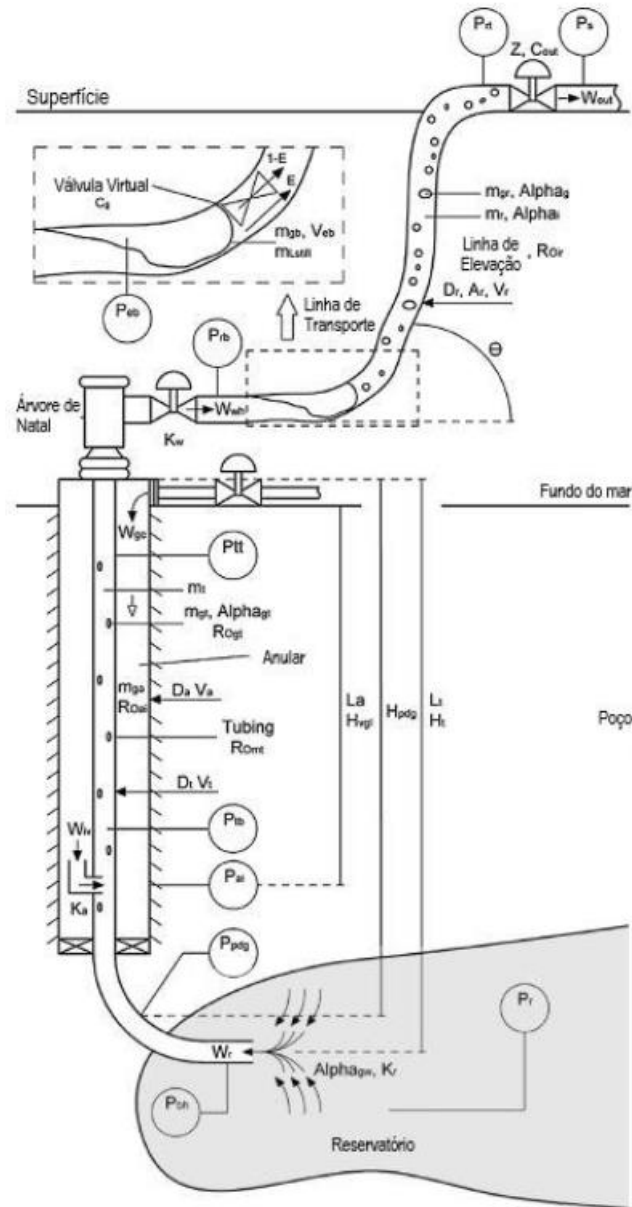 Prt
Ps
Z, Cout
Wout
Superfície
1-E
E
Válvula Virtual
Cg
mgb, Veb
mLstill
Peb
mgr, Alphag
mlr, Alphal
Linha de
Elevação
, ROlr
Dr, Ar, Vr
Linha de
Transporte
θ
Prb
Árvore de
Natal
Wwh
Kw
Fundo do mar
Wgc
Ptt
mlt
mgt, Alphagt
ROgt
Anular
mga
ROai
Da Va
La
Hvgl
Hpdg
Lt
Ht
Poço
Tubing
ROmt
Dt Vt
Ptb
Wiv
Pai
Ka
Ppdg
Pr
Wr
Alphagw, Kr
Pbh
Reservatório